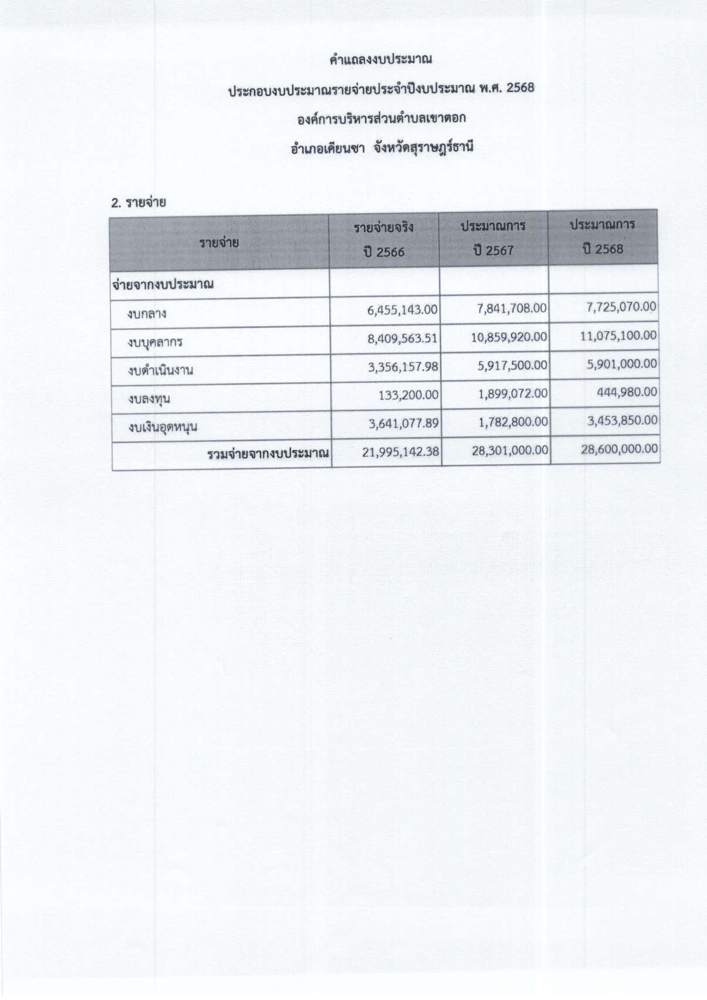 คำแถลงงบประมาณ
ประกอบงบประมาณรายจ่ายประจำปีงบประมาณ พ.ศ. 2568
องค์การบริหารส่วนตำบลเขาตอก
อำเภอเคียนซา จังหวัดสุราษฎร์ธานี
2. รายจ่าย
รายจ่าย รายจ่ายจริง ปี 2566 ประมาณการ ปี 2567 ประมาณการ ปี 2568
จ่ายจากงบประมาณ
งบกลาง 6,455,143.00 7,841,708.00 7,725,070.00
งบบุคลากร 8,409,563.51 10,859,920.00 11,075,100.00
งบดำเนินงาน 3,356,157.98 5,917,500.00 5,901,000.00
งบลงทุน 133,200.00 1,899,072.00 444,980.00
งบเงินอุดหนุน 3,641,077.89 1,782,800.00 3,453,850.00
รวมจ่ายจากงบประมาณ 21,995,142.38 28,301,000.00 28,600,000.00